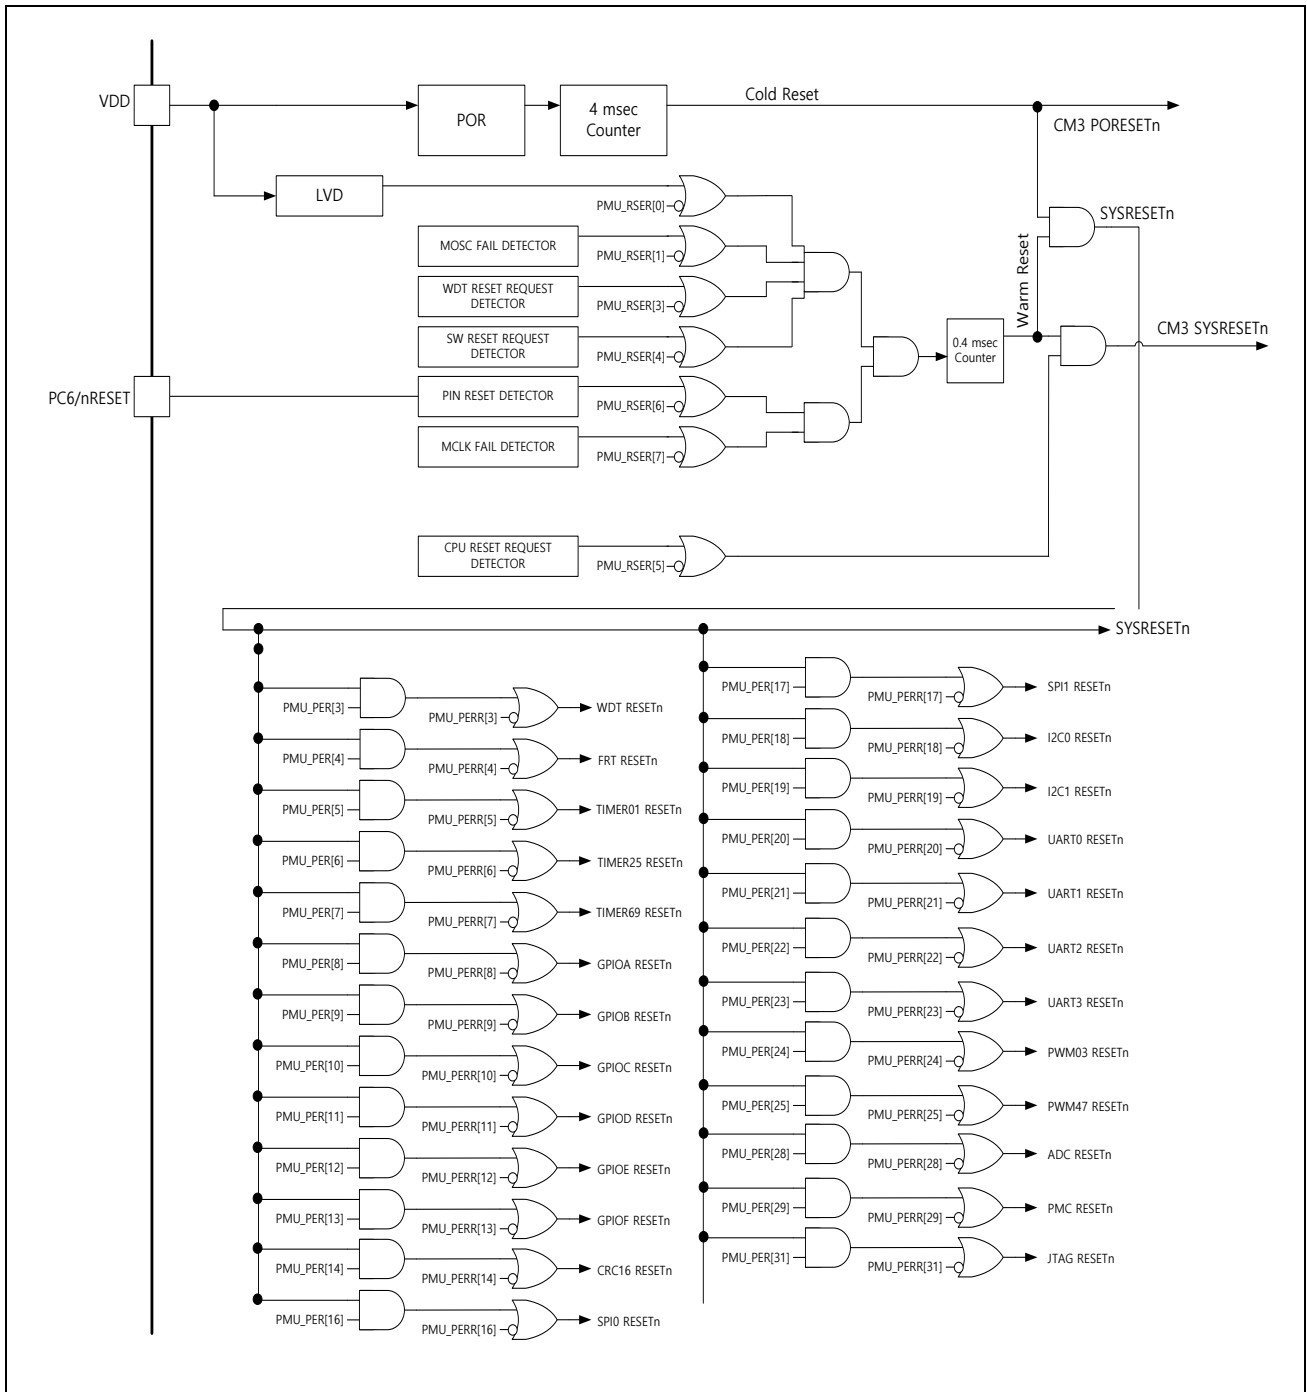 VDD
POR
4 msec
Counter
Cold Reset
CM3 PORESETn
LVD
PMU_RSER[0]
SYSRESETn
MOSC FAIL DETECTOR
PMU_RSER[1]
Warm Reset
WDT RESET REQUEST
DETECTOR
PMU_RSER[3]
SW RESET REQUEST
DETECTOR
PMU_RSER[4]
0.4 msec
Counter
CM3 SYSRESETn
PC6/nRESET
PIN RESET DETECTOR
PMU_RSER[6]
MCLK FAIL DETECTOR
PMU_RSER[7]
CPU RESET REQUEST
DETECTOR
PMU_RSER[5]
SYSRESETn
PMU_PER[3]
PMU_PERR[3]
WDT RESETn
PMU_PER[4]
PMU_PERR[4]
FRT RESETn
PMU_PER[5]
PMU_PERR[5]
TIMER01 RESETn
PMU_PER[6]
PMU_PERR[6]
TIMER25 RESETn
PMU_PER[7]
PMU_PERR[7]
TIMER69 RESETn
PMU_PER[8]
PMU_PERR[8]
GPIOA RESETn
PMU_PER[9]
PMU_PERR[9]
GPIOB RESETn
PMU_PER[10]
PMU_PERR[10]
GPIOC RESETn
PMU_PER[11]
PMU_PERR[11]
GPIOD RESETn
PMU_PER[12]
PMU_PERR[12]
GPIOE RESETn
PMU_PER[13]
PMU_PERR[13]
GPIOF RESETn
PMU_PER[14]
PMU_PERR[14]
CRC16 RESETn
PMU_PER[16]
PMU_PERR[16]
SPI0 RESETn
PMU_PER[17]
PMU_PERR[17]
SPI1 RESETn
PMU_PER[18]
PMU_PERR[18]
I2C0 RESETn
PMU_PER[19]
PMU_PERR[19]
I2C1 RESETn
PMU_PER[20]
PMU_PERR[20]
UART0 RESETn
PMU_PER[21]
PMU_PERR[21]
UART1 RESETn
PMU_PER[22]
PMU_PERR[22]
UART2 RESETn
PMU_PER[23]
PMU_PERR[23]
UART3 RESETn
PMU_PER[24]
PMU_PERR[24]
PWM03 RESETn
PMU_PER[25]
PMU_PERR[25]
PWM47 RESETn
PMU_PER[28]
PMU_PERR[28]
ADC RESETn
PMU_PER[29]
PMU_PERR[29]
PMC RESETn
PMU_PER[31]
PMU_PERR[31]
JTAG RESETn